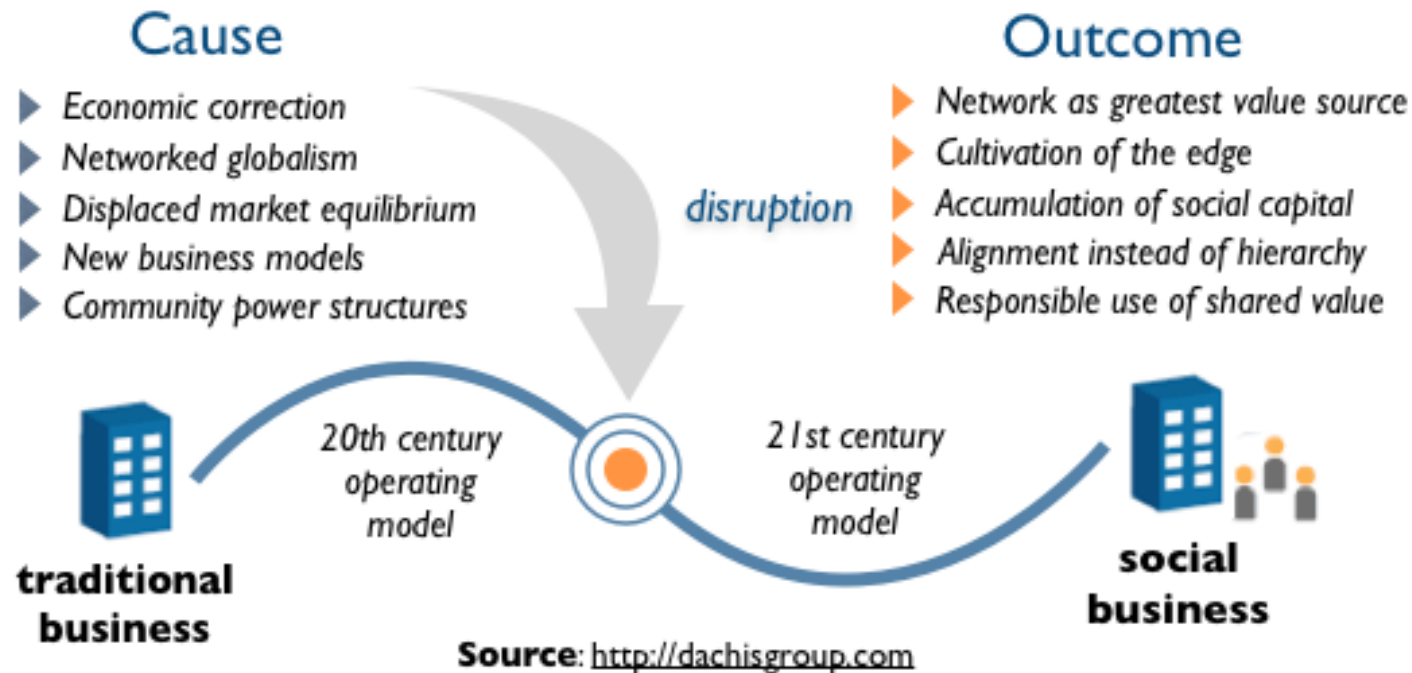 Cause
Economic correction
Networked globalism
Displaced market equilibrium
New business models
Community power structures
disruption
Outcome
Network as greatest value source
Cultivation of the edge
Accumulation of social capital
Alignment instead of hierarchy
Responsible use of shared value
traditional
business
20th century
operating
model
21st century
operating
model
social
business
Source: http://dachisgroup.com